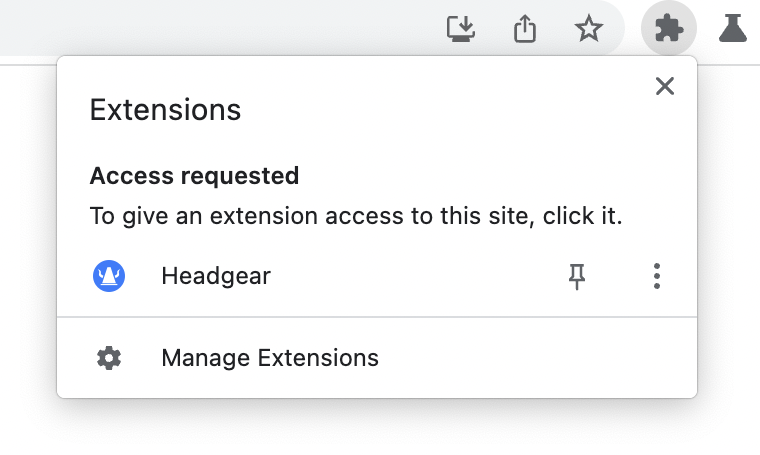 Extensions
Access requested
To give an extension access to this site, click it.
Headgear
Manage Extensions